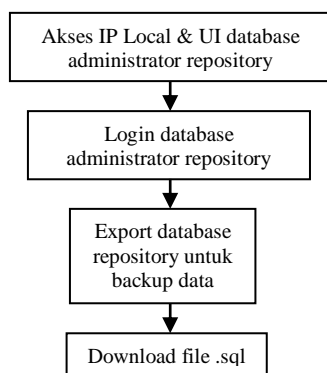 Akses IP Local & UI database
administrator repository
Login database
administrator repository
Export database
repository untuk
backup data
Download file .sql